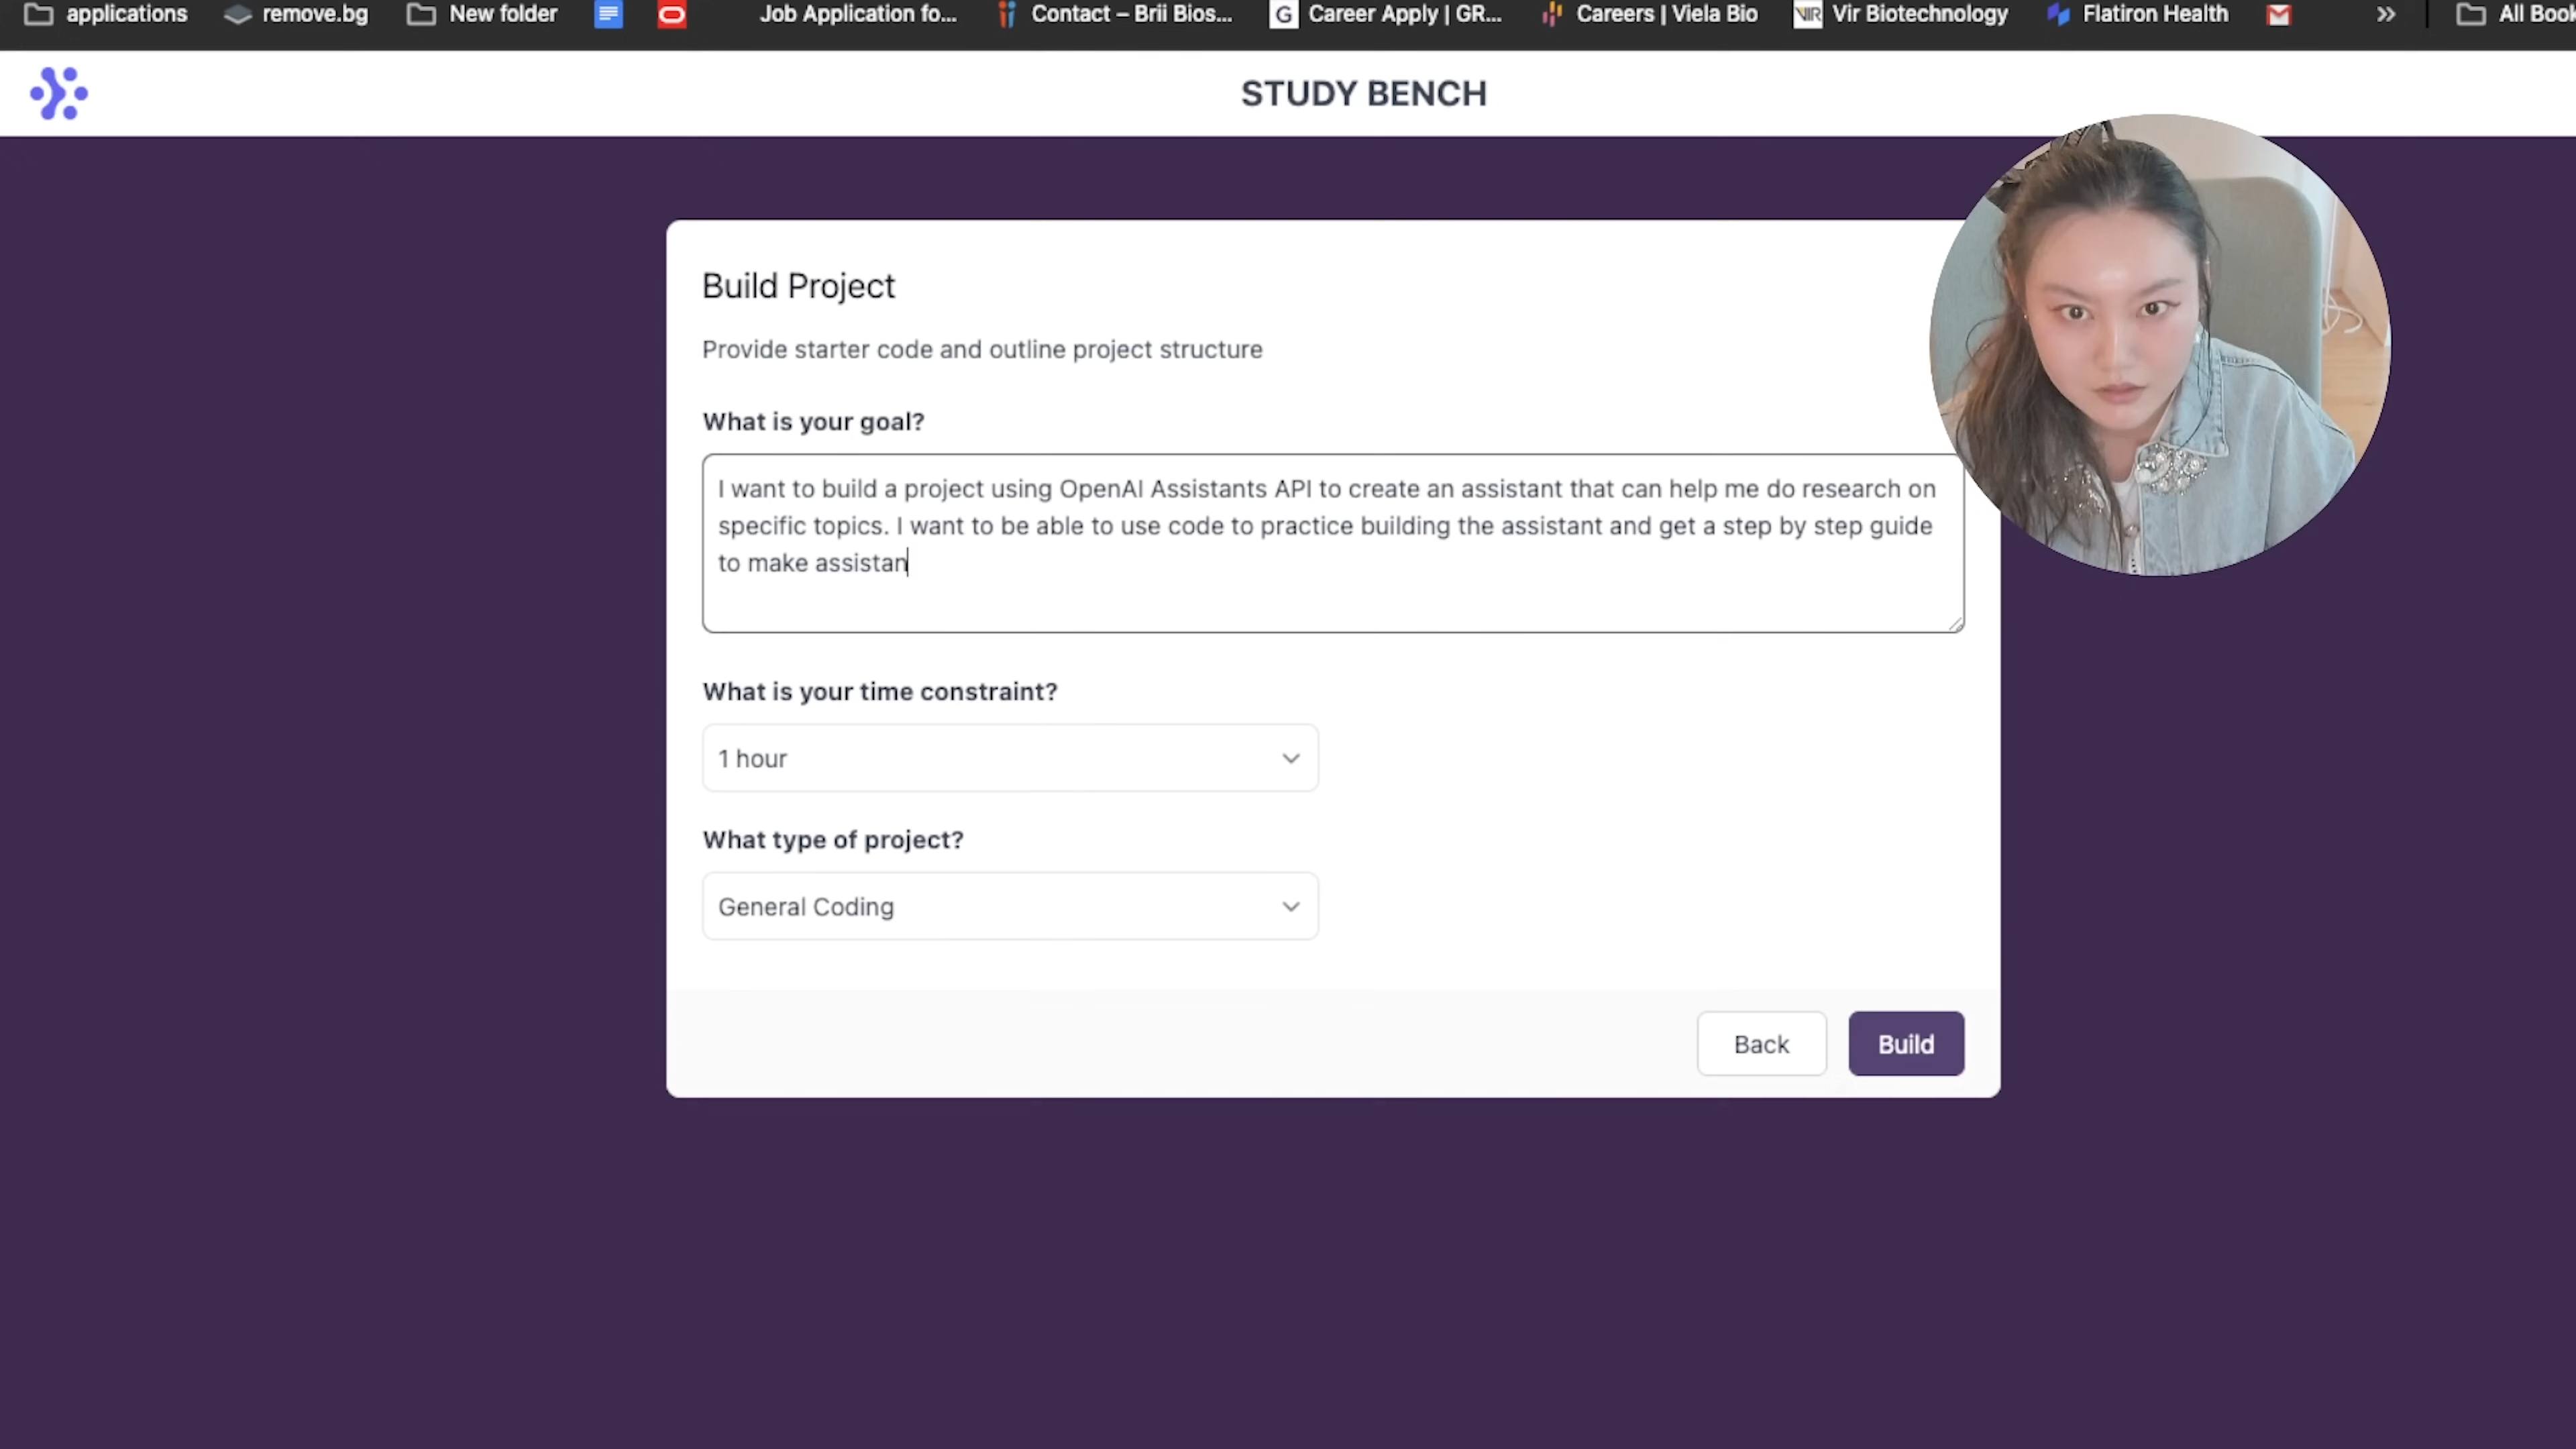 applications
remove.bg
New folder
Job Application fo...
Contact – Brii Bios...
G
Career Apply | GR...
Careers | Viela Bio
VIR
Vir Biotechnology
Flatiron Health
All Book
STUDY BENCH
Build Project
Provide starter code and outline project structure
What is your goal?
I want to build a project using OpenAI Assistants API to create an assistant that can help me do research on
specific topics. I want to be able to use code to practice building the assistant and get a step by step guide
to make assistan
What is your time constraint?
1 hour
What type of project?
General Coding
Back
Build